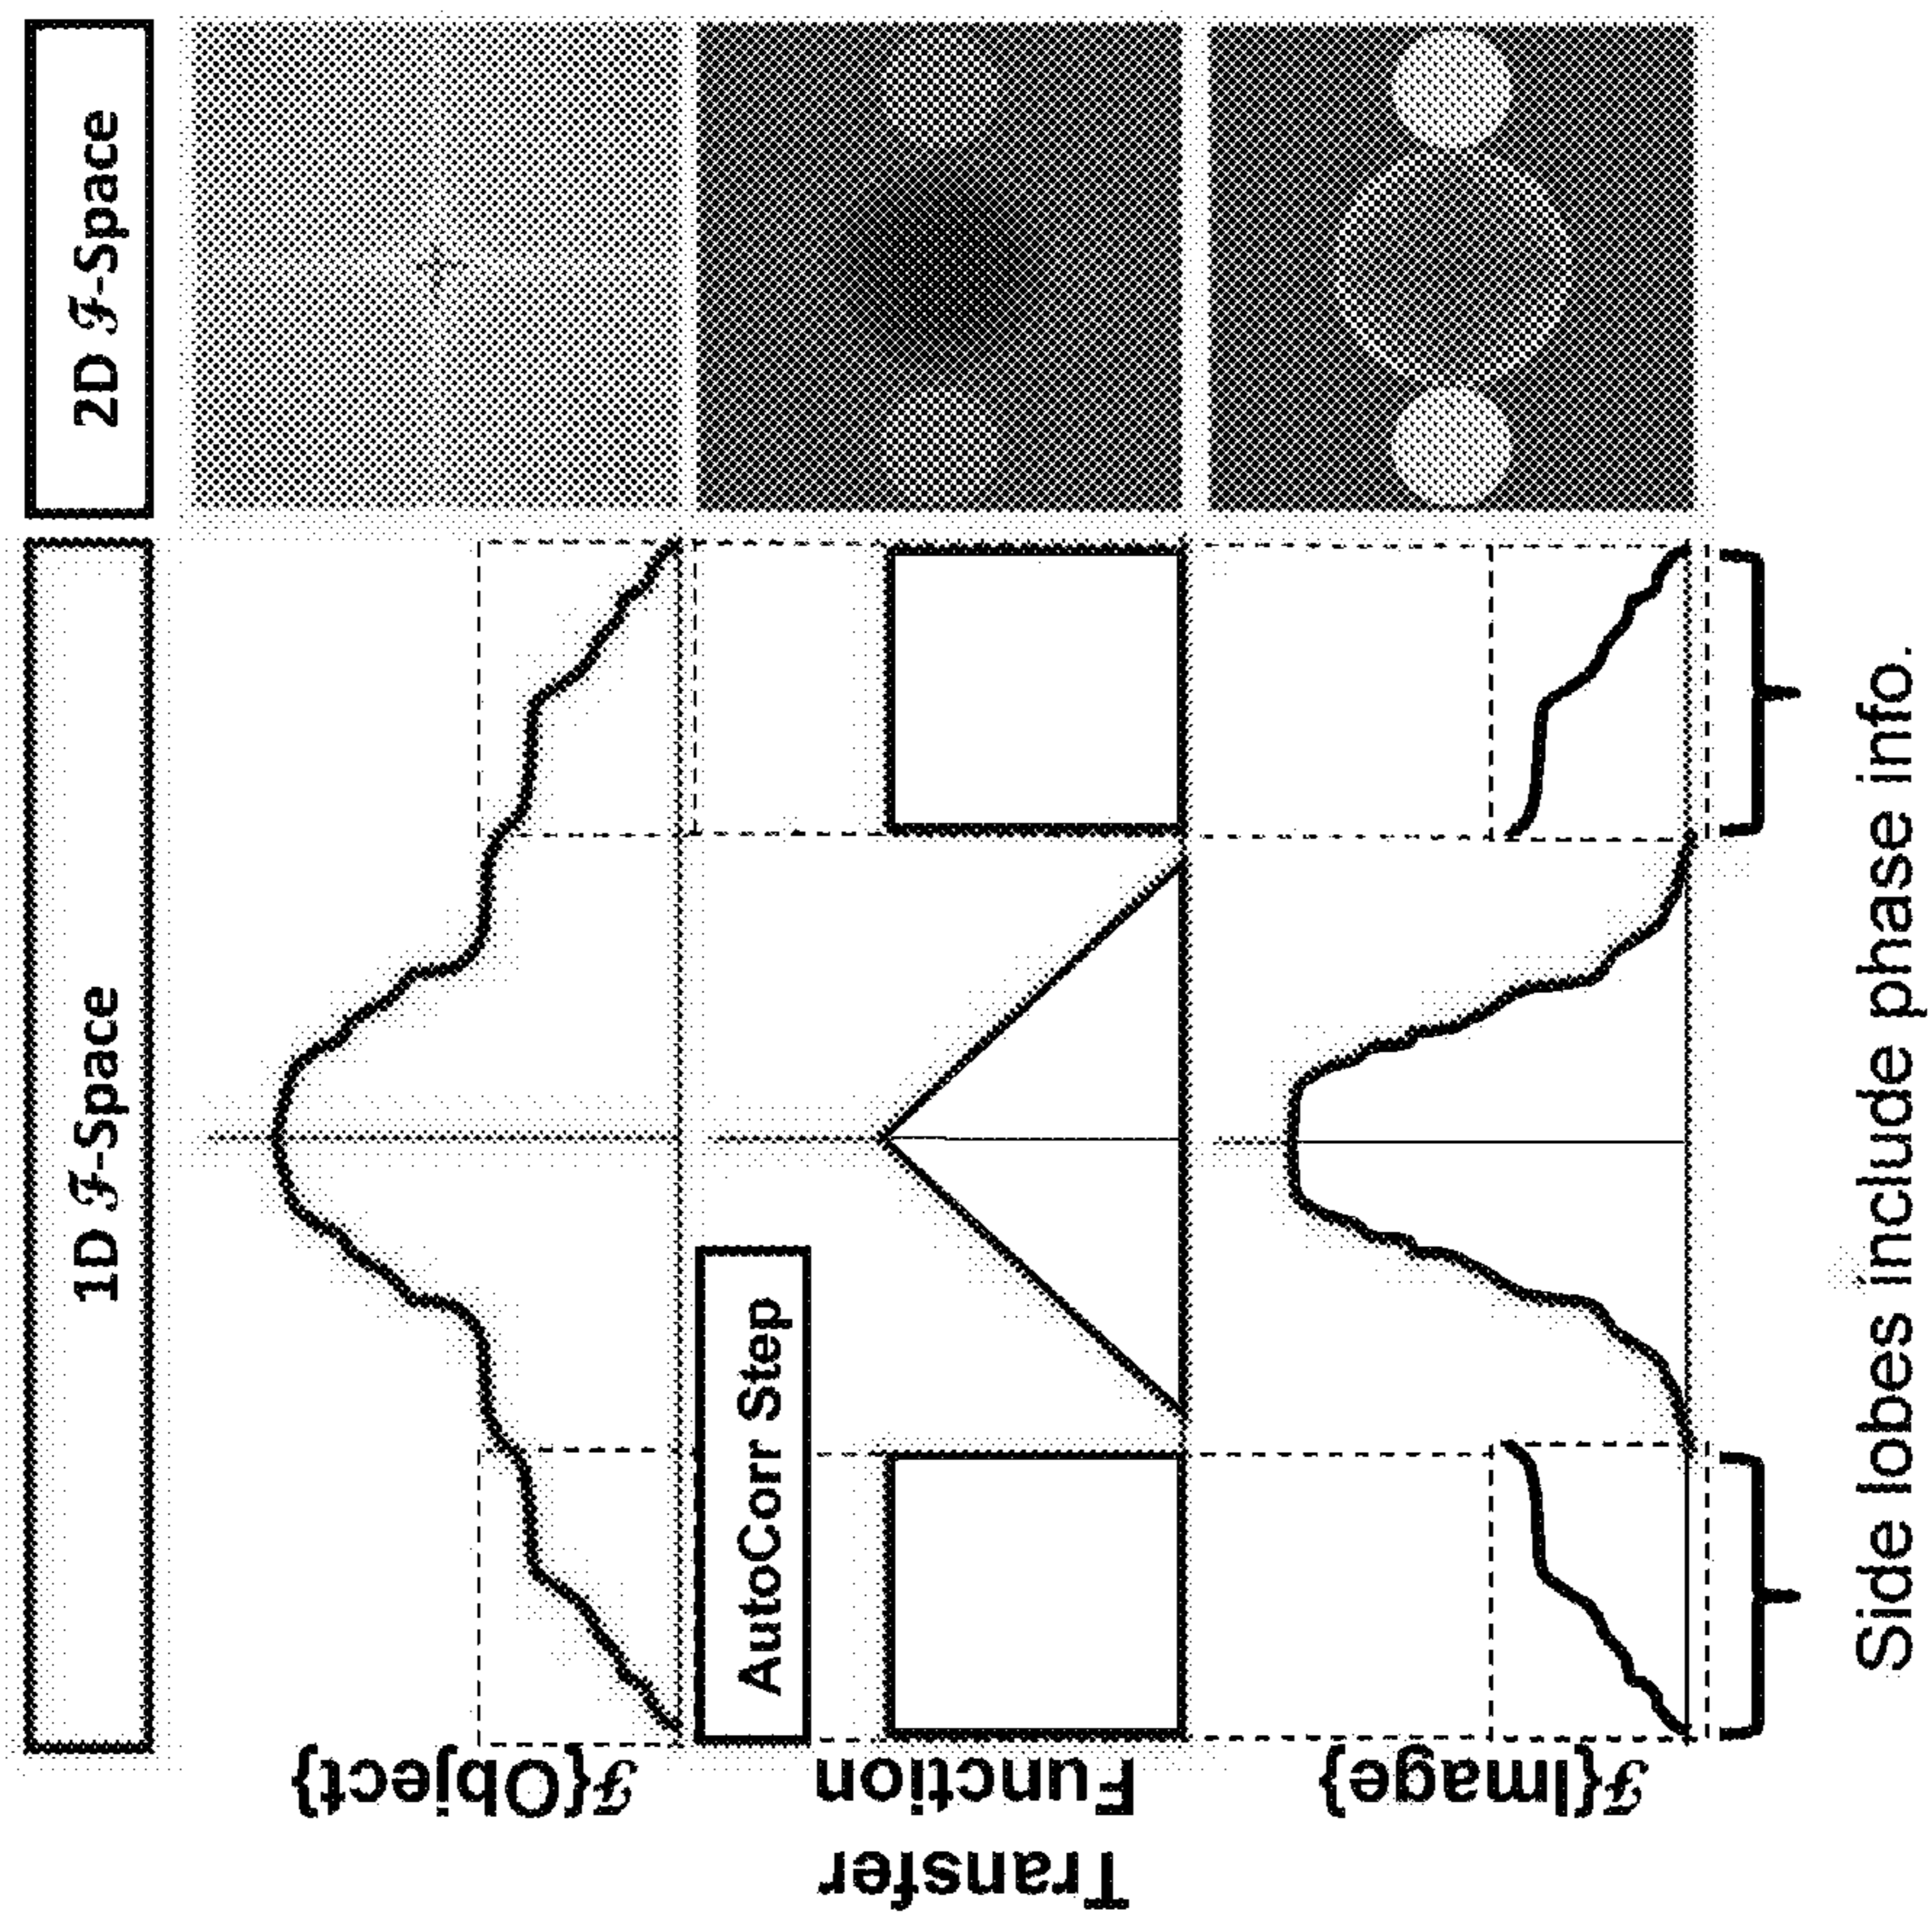 1D ℱ-Space
2D ℱ-Space
ℱ{Object}
AutoCorr Step
Transfer
Function
ℱ{Image}
Side lobes include phase info.